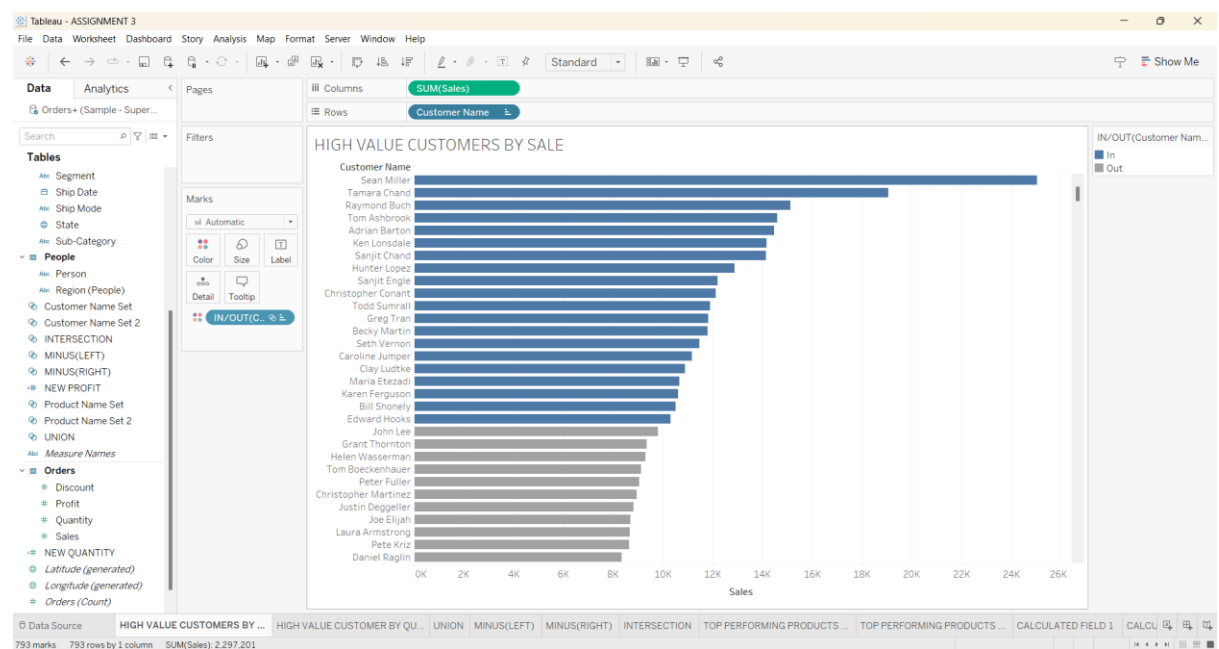 Tableau - ASSIGNMENT 3
File Data Worksheet Dashboard Story Analysis Map Format Server Window Help
Standard
Show Me
Data Analytics
Orders+ (Sample - Super...
Search
Tables
Abc Segment
Ship Date
Abc Ship Mode
State
Abc Sub-Category
People
Abc Person
Abc Region (People)
Customer Name Set
Customer Name Set 2
INTERSECTION
MINUS(LEFT)
MINUS(RIGHT)
=# NEW PROFIT
Product Name Set
Product Name Set 2
UNION
Abc Measure Names
Orders
# Discount
# Profit
# Quantity
# Sales
=# NEW QUANTITY
Latitude (generated)
Longitude (generated)
# Orders (Count)
Pages
Filters
Marks
Automatic
Color Size Label
Detail Tooltip
IN/OUT(C..
Columns SUM(Sales)
Rows Customer Name
HIGH VALUE CUSTOMERS BY SALE
Customer Name
Sean Miller
Tamara Chand
Raymond Buch
Tom Ashbrook
Adrian Barton
Ken Lonsdale
Sanjit Chand
Hunter Lopez
Sanjit Engle
Christopher Conant
Todd Sumrall
Greg Tran
Becky Martin
Seth Vernon
Caroline Jumper
Clay Ludtke
Maria Etezadi
Karen Ferguson
Bill Shonely
Edward Hooks
John Lee
Grant Thornton
Helen Wasserman
Tom Boeckenhauer
Peter Fuller
Christopher Martinez
Justin Deggeller
Joe Elijah
Laura Armstrong
Pete Kriz
Daniel Raglin
0K 2K 4K 6K 8K 10K 12K 14K 16K 18K 20K 22K 24K 26K
Sales
IN/OUT(Customer Nam...
In
Out
Data Source HIGH VALUE CUSTOMERS BY ... HIGH VALUE CUSTOMER BY QU... UNION MINUS(LEFT) MINUS(RIGHT) INTERSECTION TOP PERFORMING PRODUCTS ... TOP PERFORMING PRODUCTS ... CALCULATED FIELD 1 CALCU
793 marks 793 rows by 1 column SUM(Sales): 2,297,201